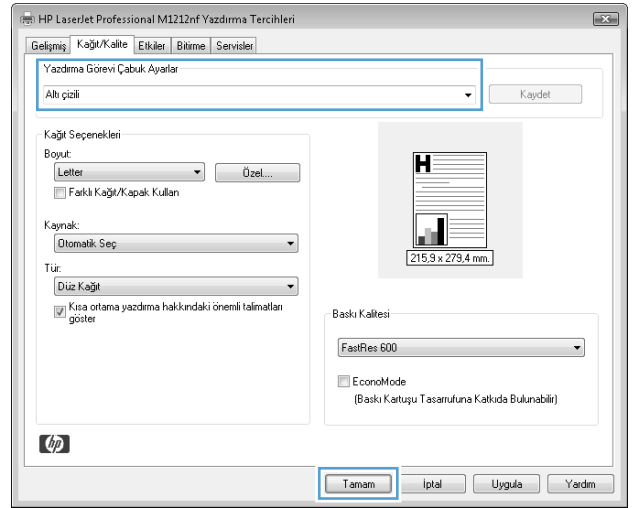 HP LaserJet Professional M1212nf Yazdırma Tercihleri
Gelişmiş Kağıt/Kalite Etkiler Bitirme Servisler
Yazdırma Görevi Çabuk Ayarlar
Altı çizili Kaydet
Kağıt Seçenekleri
Boyut:
Letter Özel...
Farklı Kağıt/Kapak Kullan
Kaynak:
Otomatik Seç
Tür:
Düz Kağıt
Kısa ortama yazdırma hakkındaki önemli talimatları
göster
H
215,9 x 279,4 mm.
Baskı Kalitesi
FastRes 600
EconoMode
(Baskı Kartuşu Tasarrufuna Katkıda Bulunabilir)
hp
Tamam İptal Uygula Yardım